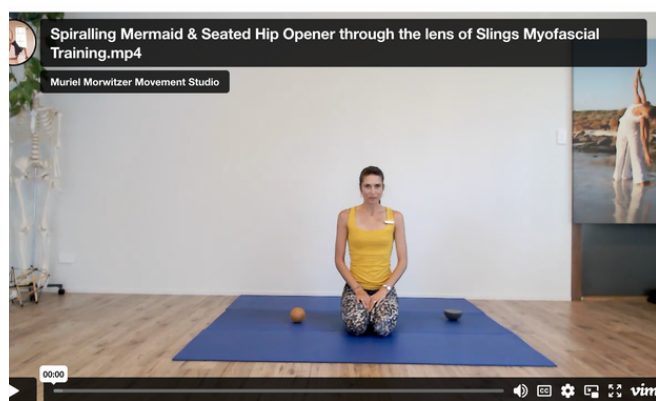 Spiralling Mermaid & Seated Hip Opener through the lens of Slings Myofascial
Training.mp4
Muriel Morwitzer Movement Studio
00:00
CC